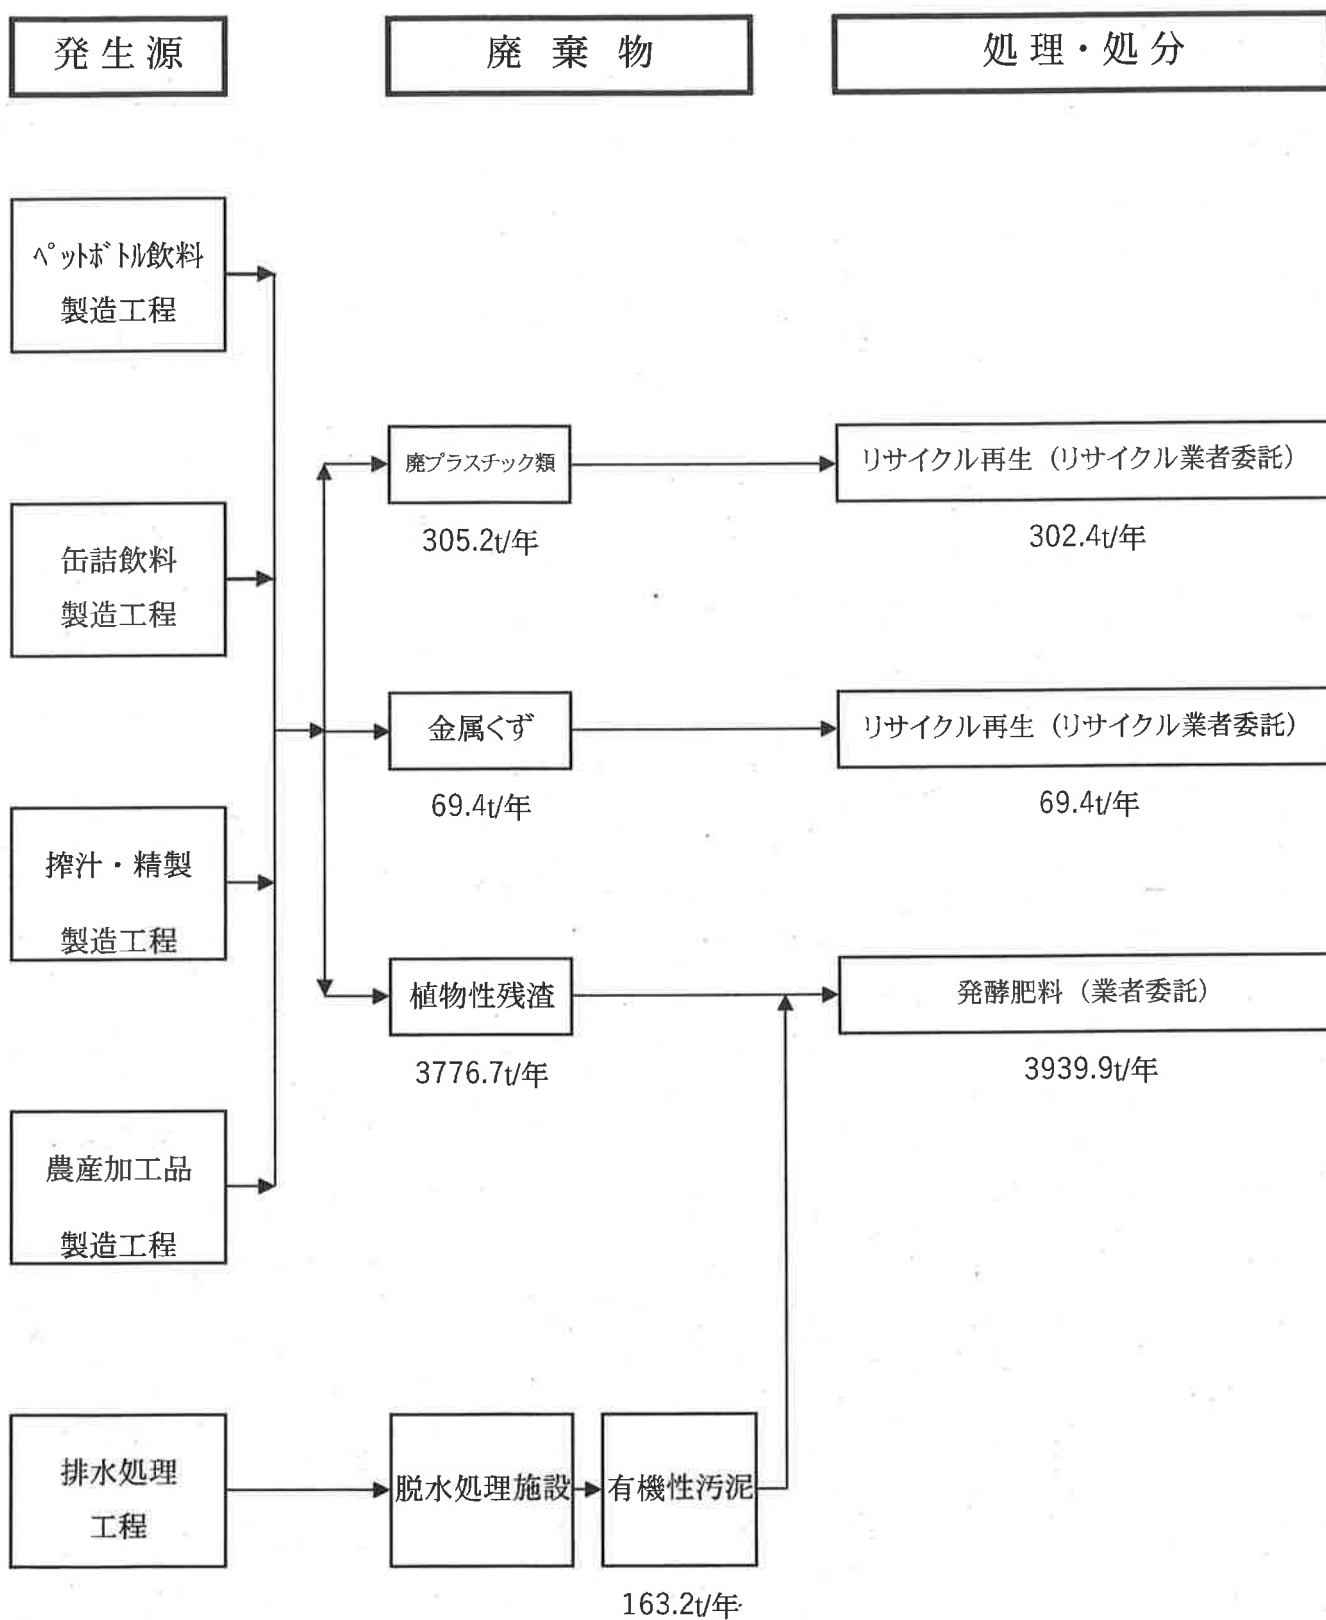 発生源
廃棄物
処理・処分
ペットボトル飲料
製造工程
缶詰飲料
製造工程
搾汁・精製
製造工程
農産加工品
製造工程
排水処理
工程
廃プラスチック類
305.2t/年
リサイクル再生（リサイクル業者委託）
302.4t/年
金属くず
69.4t/年
リサイクル再生（リサイクル業者委託）
69.4t/年
植物性残渣
3776.7t/年
発酵肥料（業者委託）
3939.9t/年
脱水処理施設
有機性汚泥
163.2t/年